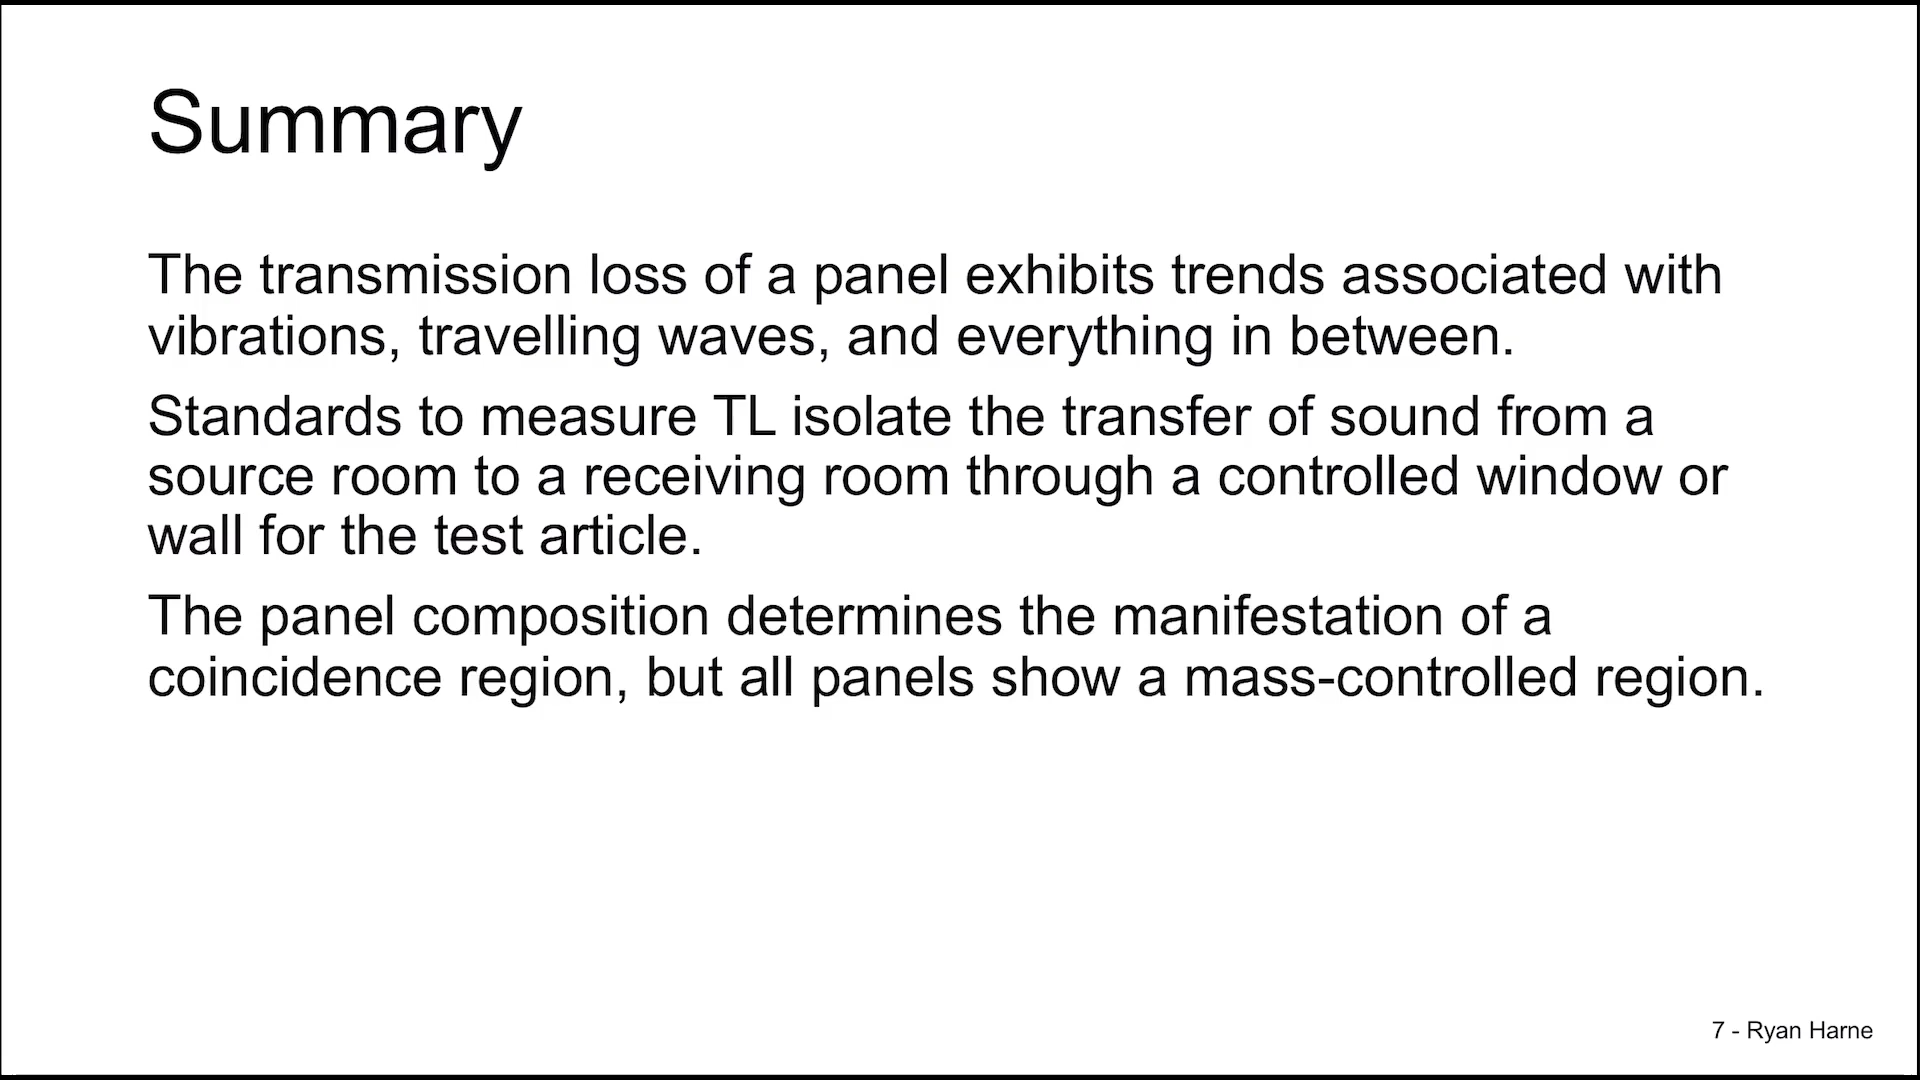 Summary
The transmission loss of a panel exhibits trends associated with
vibrations, travelling waves, and everything in between.
Standards to measure TL isolate the transfer of sound from a
source room to a receiving room through a controlled window or
wall for the test article.
The panel composition determines the manifestation of a
coincidence region, but all panels show a mass-controlled region.
7 - Ryan Harne